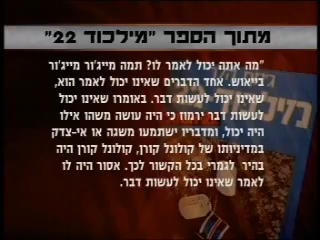 מתוך הספר "מילכוד 22"
"מה אתה יכול לאמר לו? תמה מייג'ור מייג'ור
בייאוש. אחד הדברים שאינו יכול לאמר הוא,
שאינו יכול לעשות דבר. באומרו שאינו יכול
לעשות דבר ירמוז כי היה עושה משהו אילו
היה יכול, ומדבריו ישתמעו משגה או אי-צדק
במדיניותו של קולונל קורן, קולונל קורן היה
בהיר לגמרי בכל הקשור לכך. אסור היה לו
לאמר שאינו יכול לעשות דבר.